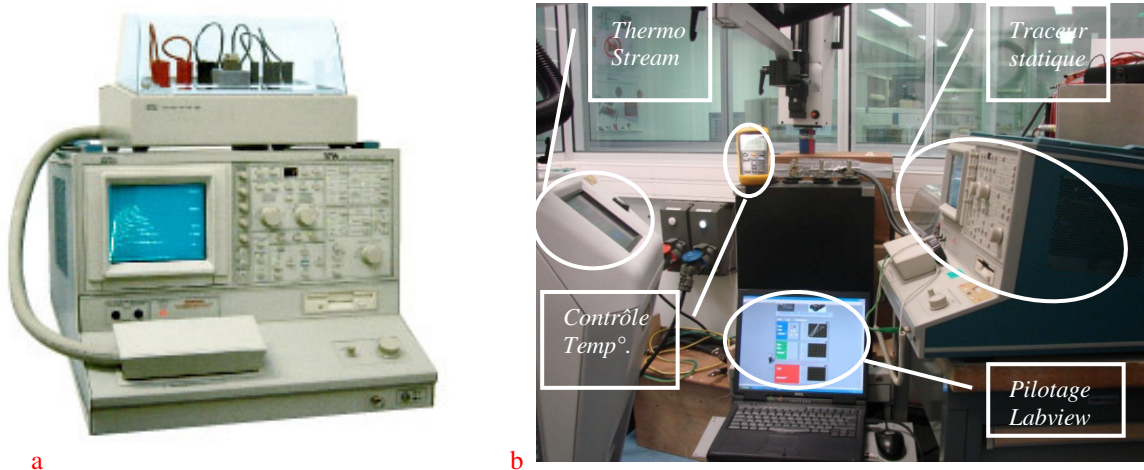 Thermo
Stream
Traceur
statique
Contrôle
Temp°.
Pilotage
Labview
a
b